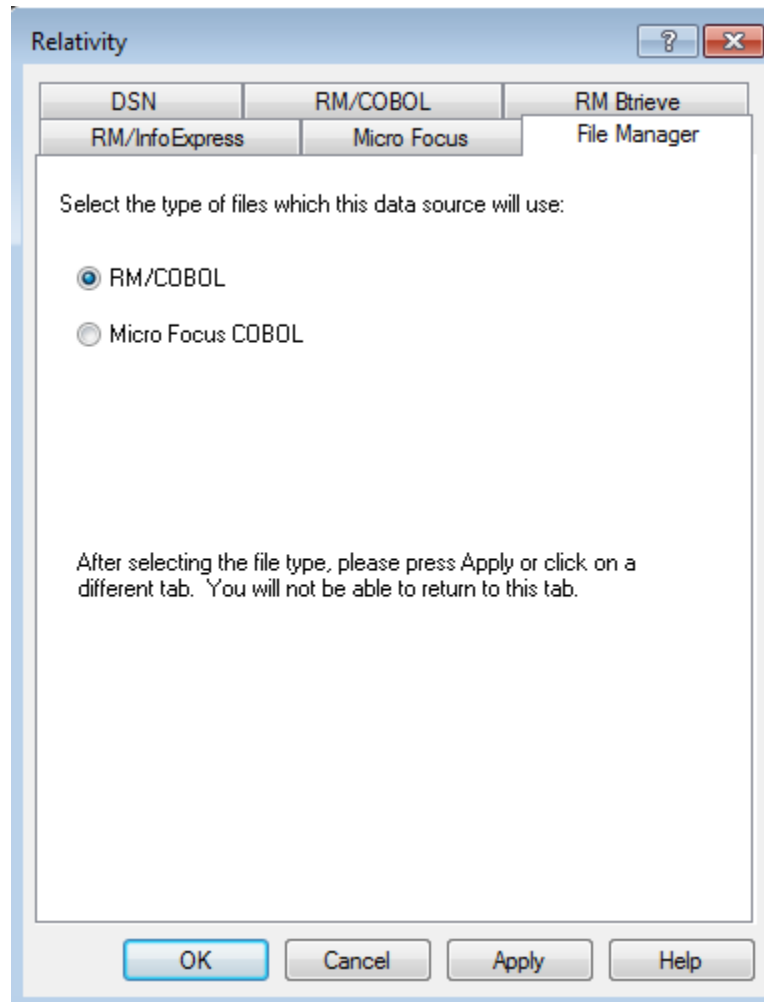 Relativity
DSN RM/COBOL RM Btrieve
RM/InfoExpress Micro Focus File Manager
Select the type of files which this data source will use:
RM/COBOL
Micro Focus COBOL
After selecting the file type, please press Apply or click on a
different tab.  You will not be able to return to this tab.
OK Cancel Apply Help